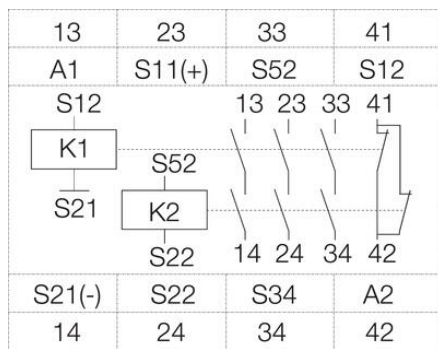 13 23 33 41
A1 S11(+) S52 S12
S12 13 23 33 41
K1
S52
S21 K2
S22 14 24 34 42
S21(-) S22 S34 A2
14 24 34 42